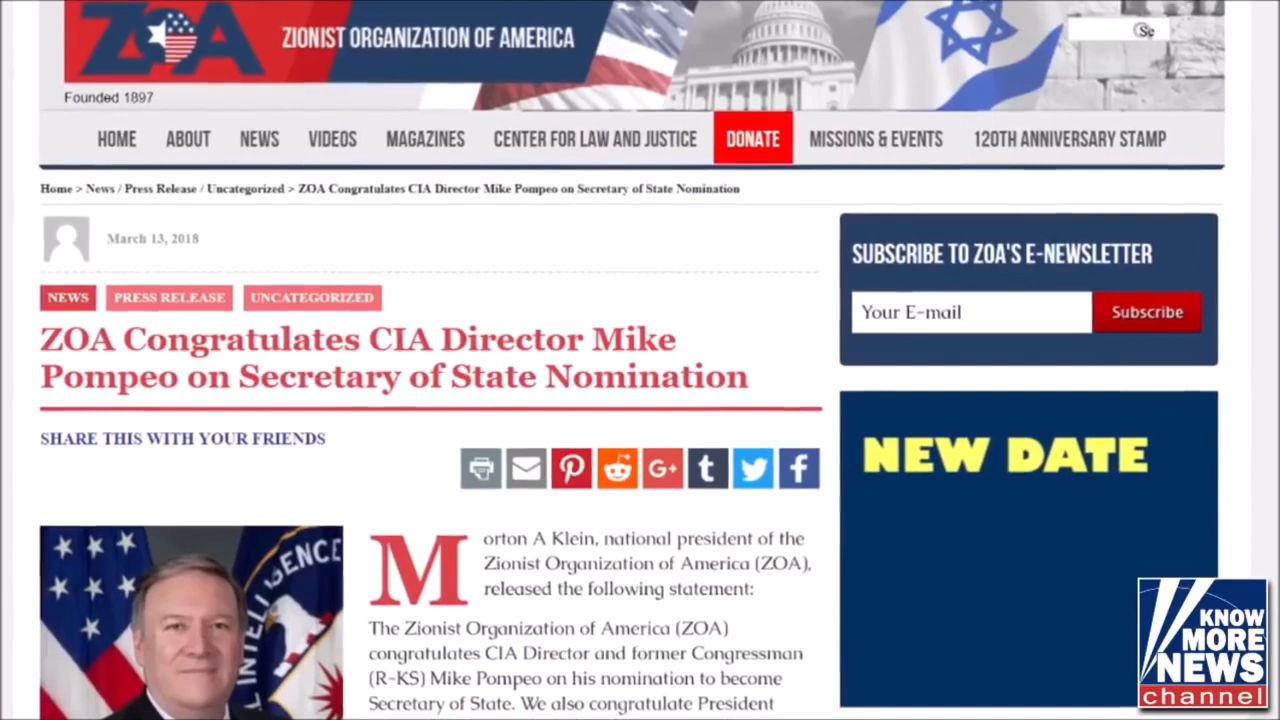 ZOA
ZIONIST ORGANIZATION OF AMERICA
Se
Founded 1897
HOME ABOUT NEWS VIDEOS MAGAZINES CENTER FOR LAW AND JUSTICE DONATE MISSIONS & EVENTS 120TH ANNIVERSARY STAMP
Home > News / Press Release / Uncategorized > ZOA Congratulates CIA Director Mike Pompeo on Secretary of State Nomination
March 13, 2018
NEWS PRESS RELEASE UNCATEGORIZED
ZOA Congratulates CIA Director Mike
Pompeo on Secretary of State Nomination
SHARE THIS WITH YOUR FRIENDS
G+ t f
Morton A Klein, national president of the
Zionist Organization of America (ZOA),
released the following statement:
The Zionist Organization of America (ZOA)
congratulates CIA Director and former Congressman
(R-KS) Mike Pompeo on his nomination to become
Secretary of State. We also congratulate President
SUBSCRIBE TO ZOA'S E-NEWSLETTER
Your E-mail Subscribe
NEW DATE
KNOW
MORE
NEWS
channel